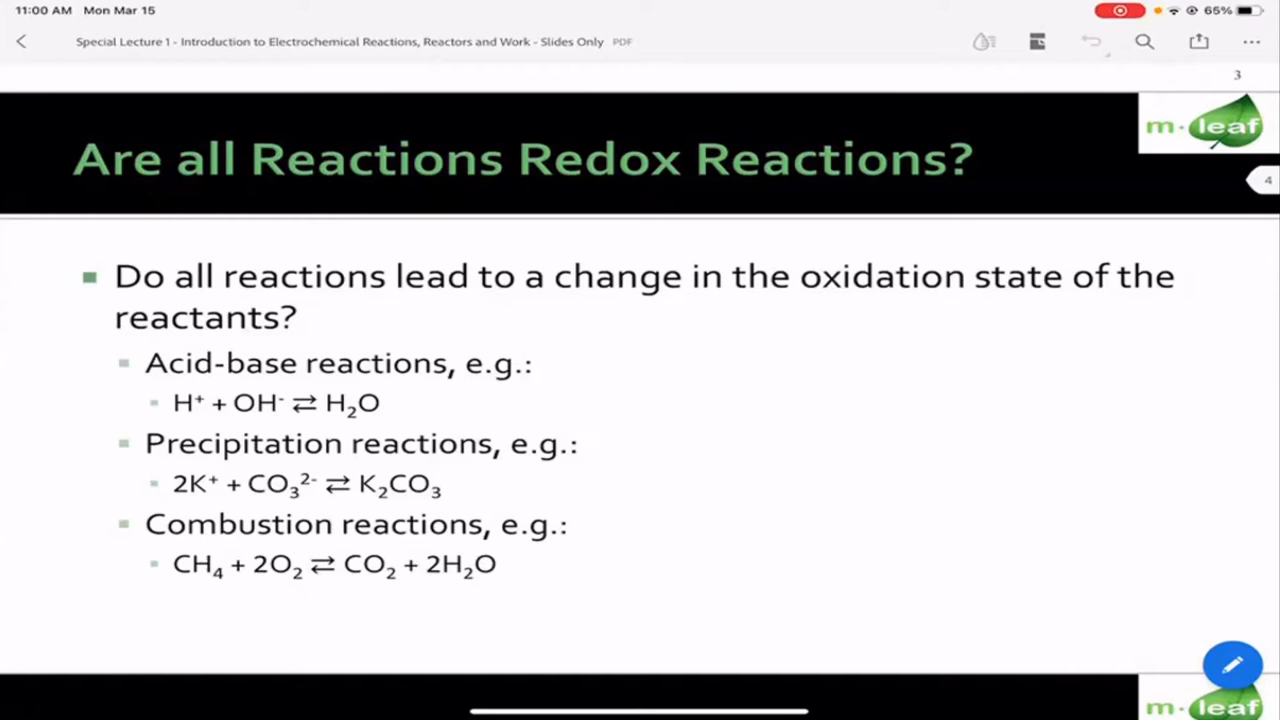 11:00 AM Mon Mar 15
65%
Special Lecture 1 - Introduction to Electrochemical Reactions, Reactors and Work - Slides Only PDF
3
m·leaf
Are all Reactions Redox Reactions?
4
Do all reactions lead to a change in the oxidation state of the
reactants?
Acid-base reactions, e.g.:
H⁺ + OH⁻ ⇄ H₂O
Precipitation reactions, e.g.:
2K⁺ + CO₃²⁻ ⇄ K₂CO₃
Combustion reactions, e.g.:
CH₄ + 2O₂ ⇄ CO₂ + 2H₂O
m·leaf